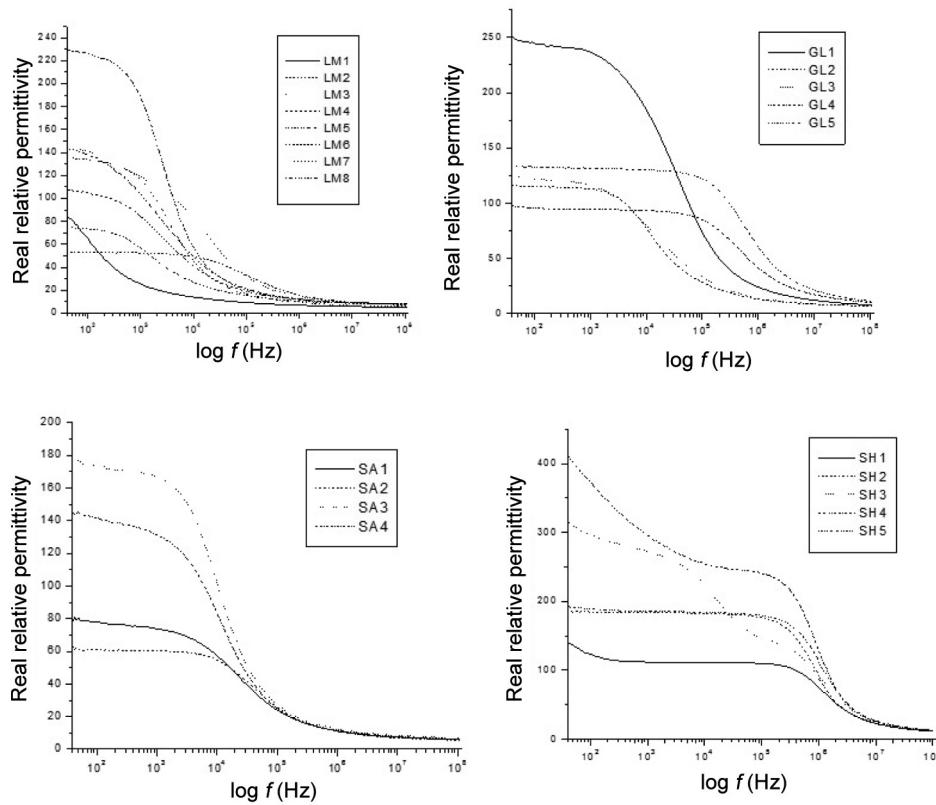 Real relative permittivity
240
220
200
180
160
140
120
100
80
60
40
20
0
10² 10³ 10⁴ 10⁵ 10⁶ 10⁷ 10⁸
log f (Hz)
LM1
LM2
LM3
LM4
LM5
LM6
LM7
LM8
Real relative permittivity
250
200
150
100
50
0
10² 10³ 10⁴ 10⁵ 10⁶ 10⁷ 10⁸
log f (Hz)
GL1
GL2
GL3
GL4
GL5
Real relative permittivity
200
180
160
140
120
100
80
60
40
20
0
10² 10³ 10⁴ 10⁵ 10⁶ 10⁷ 10⁸
log f (Hz)
SA1
SA2
SA3
SA4
Real relative permittivity
400
300
200
100
0
10² 10³ 10⁴ 10⁵ 10⁶ 10⁷ 10⁸
log f (Hz)
SH1
SH2
SH3
SH4
SH5